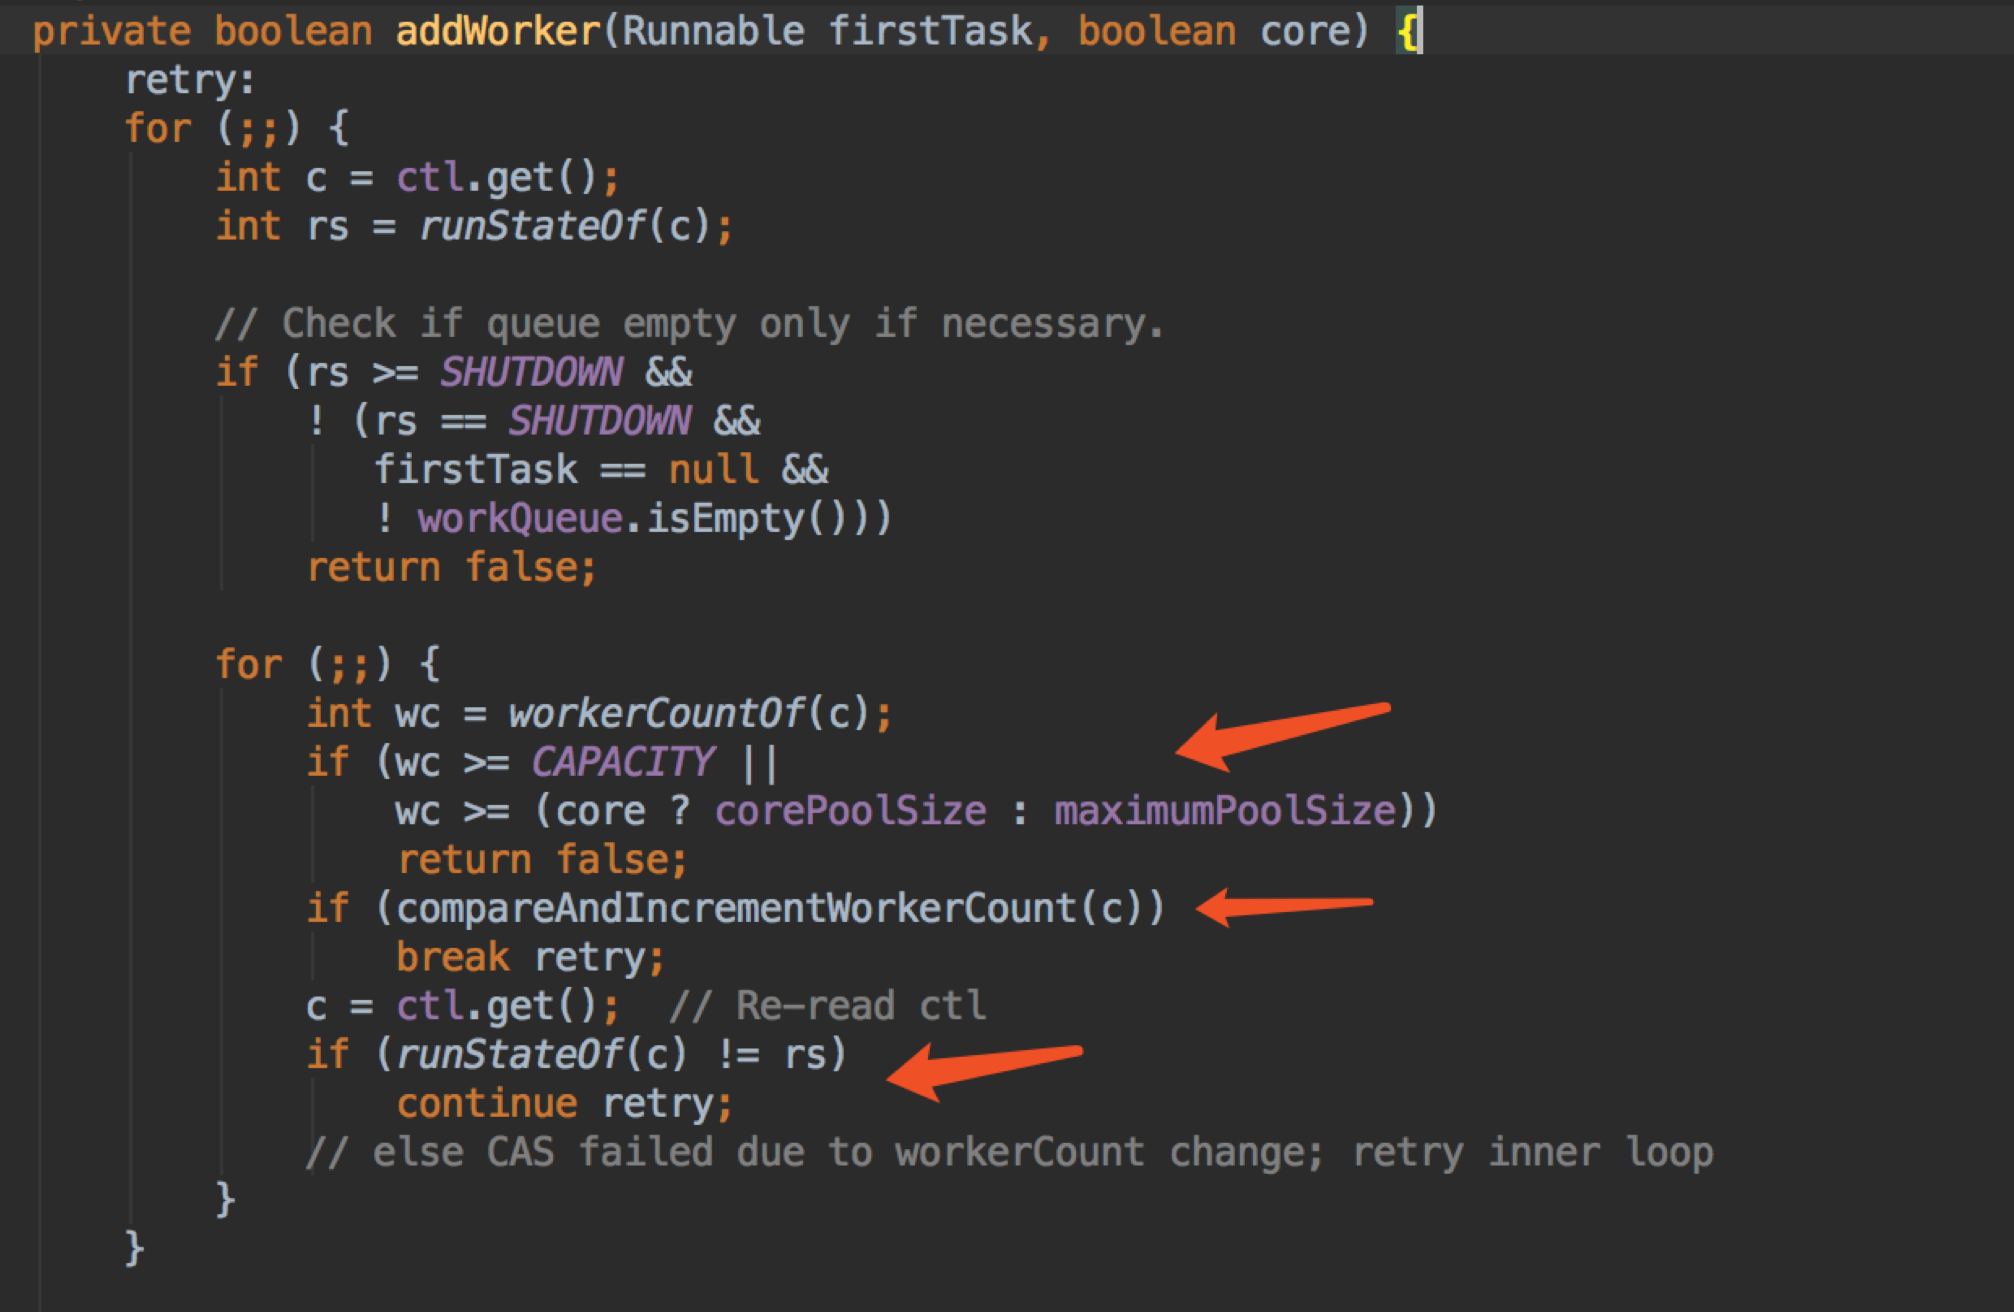 private boolean addWorker(Runnable firstTask, boolean core) {
retry:
for (;;) {
int c = ctl.get();
int rs = runStateOf(c);
// Check if queue empty only if necessary.
if (rs >= SHUTDOWN &&
! (rs == SHUTDOWN &&
firstTask == null &&
! workQueue.isEmpty()))
return false;
for (;;) {
int wc = workerCountOf(c);
if (wc >= CAPACITY ||
wc >= (core ? corePoolSize : maximumPoolSize))
return false;
if (compareAndIncrementWorkerCount(c))
break retry;
c = ctl.get();  // Re-read ctl
if (runStateOf(c) != rs)
continue retry;
// else CAS failed due to workerCount change; retry inner loop
}
}